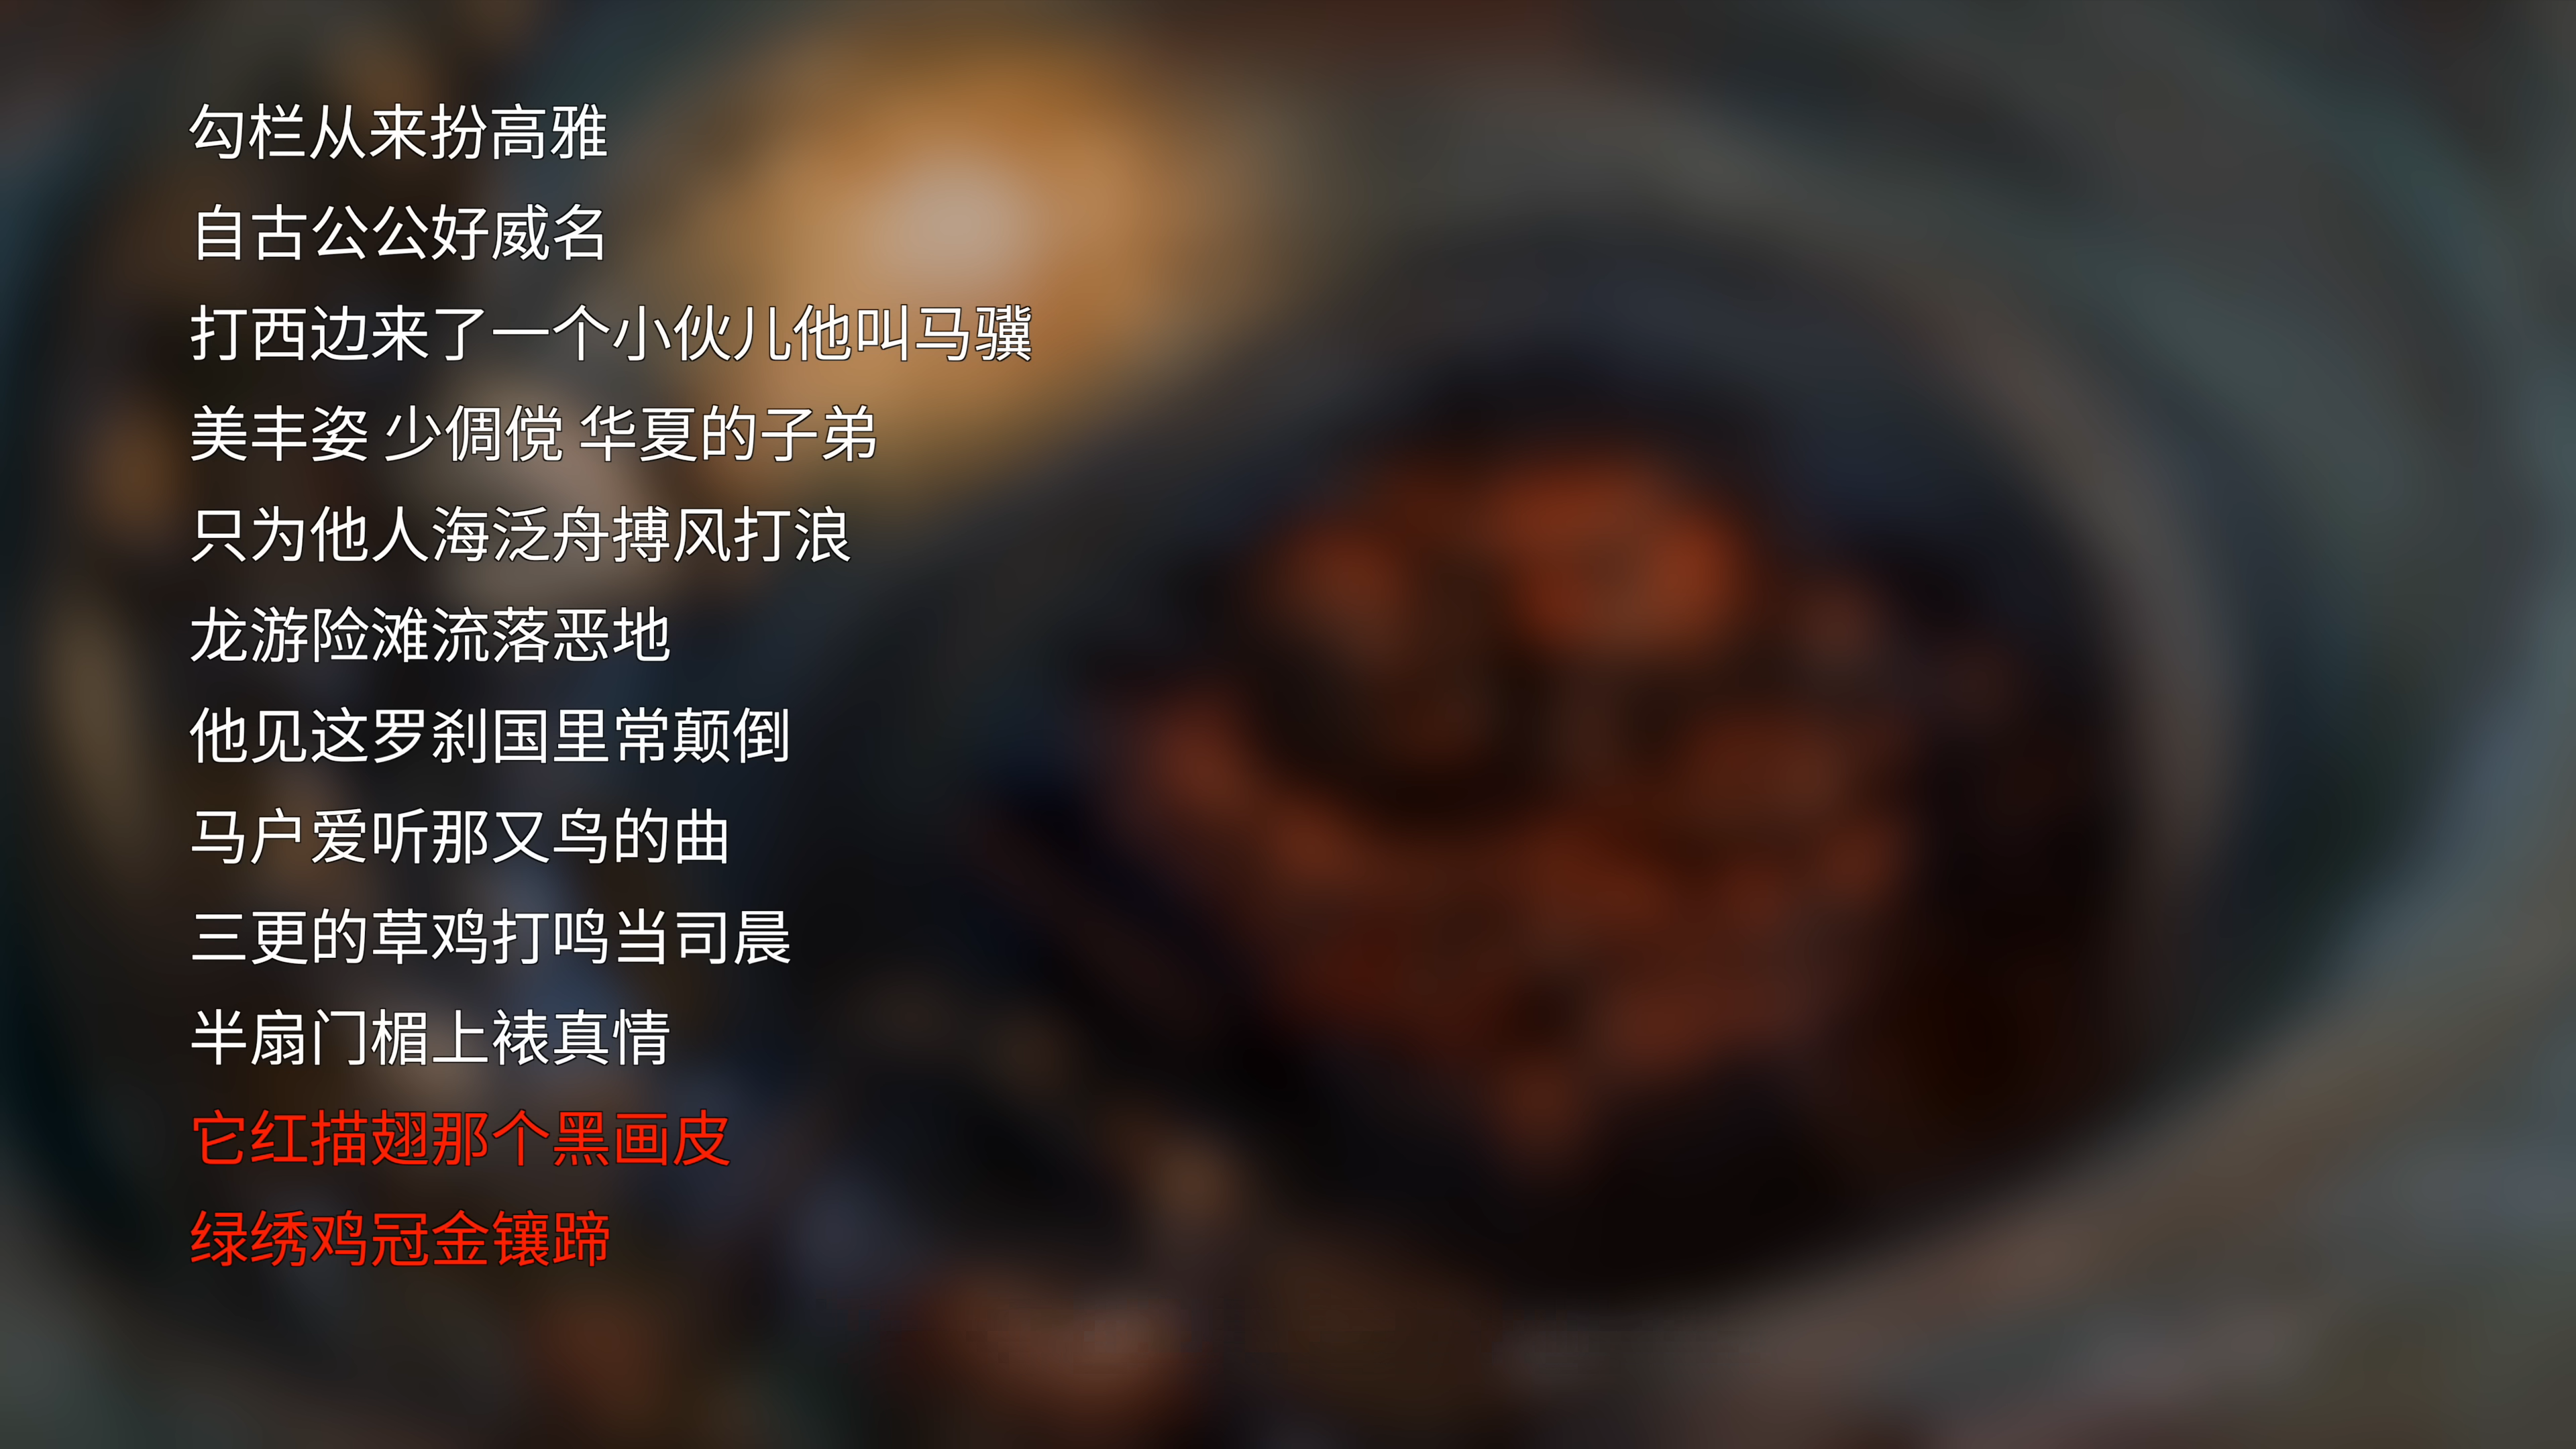 勾栏从来扮高雅
自古公公好威名
打西边来了一个小伙儿他叫马骥
美丰姿 少倜傥 华夏的子弟
只为他人海泛舟搏风打浪
龙游险滩流落恶地
他见这罗刹国里常颠倒
马户爱听那又鸟的曲
三更的草鸡打鸣当司晨
半扇门楣上裱真情
它红描翅那个黑画皮
绿绣鸡冠金镶蹄